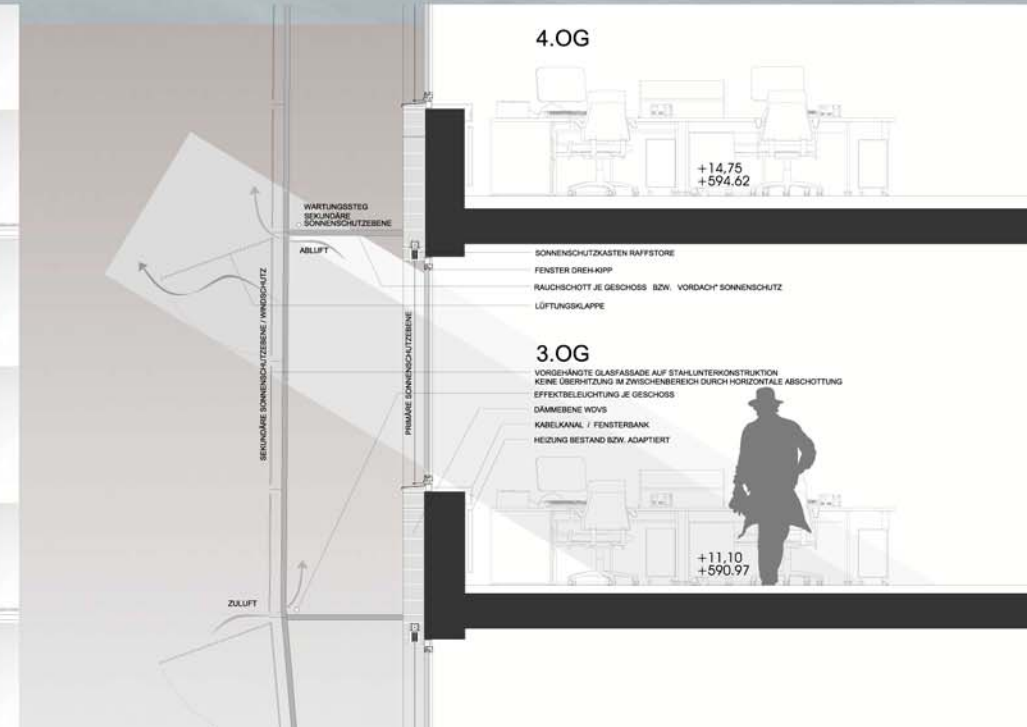 4.OG
+14,75
+594.62
WARTUNGSSTEG
SEKUNDÄRE
SONNENSCHUTZEBENE
ABLUFT
SONNENSCHUTZKASTEN RAFFSTORE
FENSTER DREH-KIPP
RAUCHSCHOTT JE GESCHOSS BZW. VORDACH" SONNENSCHUTZ
LÜFTUNGSKLAPPE
SEKUNDÄRE SONNENSCHUTZEBENE / WINDSCHUTZ
PRIMÄRE SONNENSCHUTZEBENE
3.OG
VORGEHÄNGTE GLASFASSADE AUF STAHLUNTERKONSTRUKTION
KEINE ÜBERHITZUNG IM ZWISCHENBEREICH DURCH HORIZONTALE ABSCHOTTUNG
EFFEKTBELEUCHTUNG JE GESCHOSS
DÄMMEBENE WDVS
KABELKANAL / FENSTERBANK
HEIZUNG BESTAND BZW. ADAPTIERT
+11,10
+590.97
ZULUFT